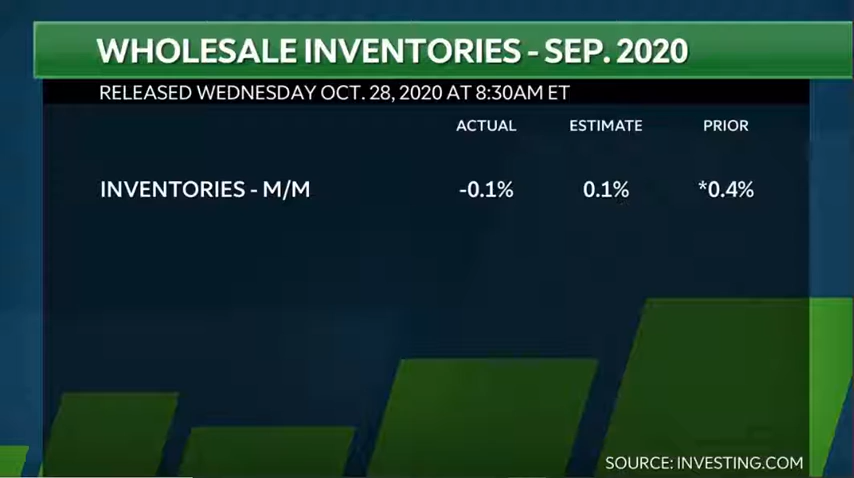 WHOLESALE INVENTORIES - SEP. 2020
RELEASED WEDNESDAY OCT. 28, 2020 AT 8:30AM ET
ACTUAL ESTIMATE PRIOR
INVENTORIES - M/M -0.1% 0.1% *0.4%
SOURCE: INVESTING.COM